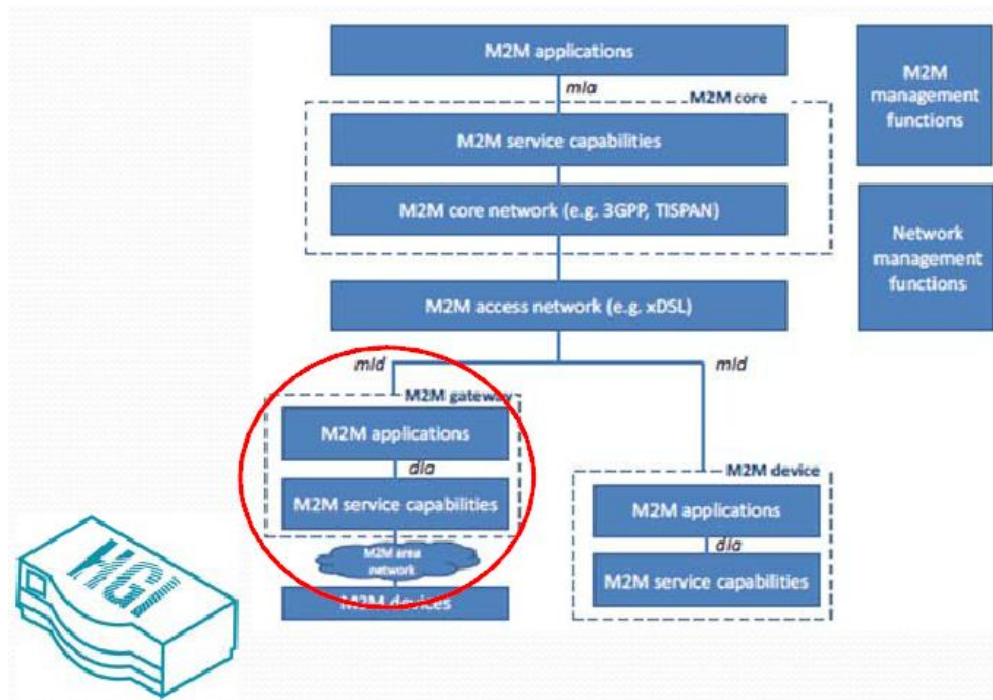 M2M applications
mIa
M2M core
M2M service capabilities
M2M core network (e.g. 3GPP, TISPAN)
M2M access network (e.g. xDSL)
M2M
management
functions
Network
management
functions
mId
mId
M2M gateway
M2M applications
dIa
M2M service capabilities
M2M area
network
M2M devices
M2M device
M2M applications
dIa
M2M service capabilities
HGI